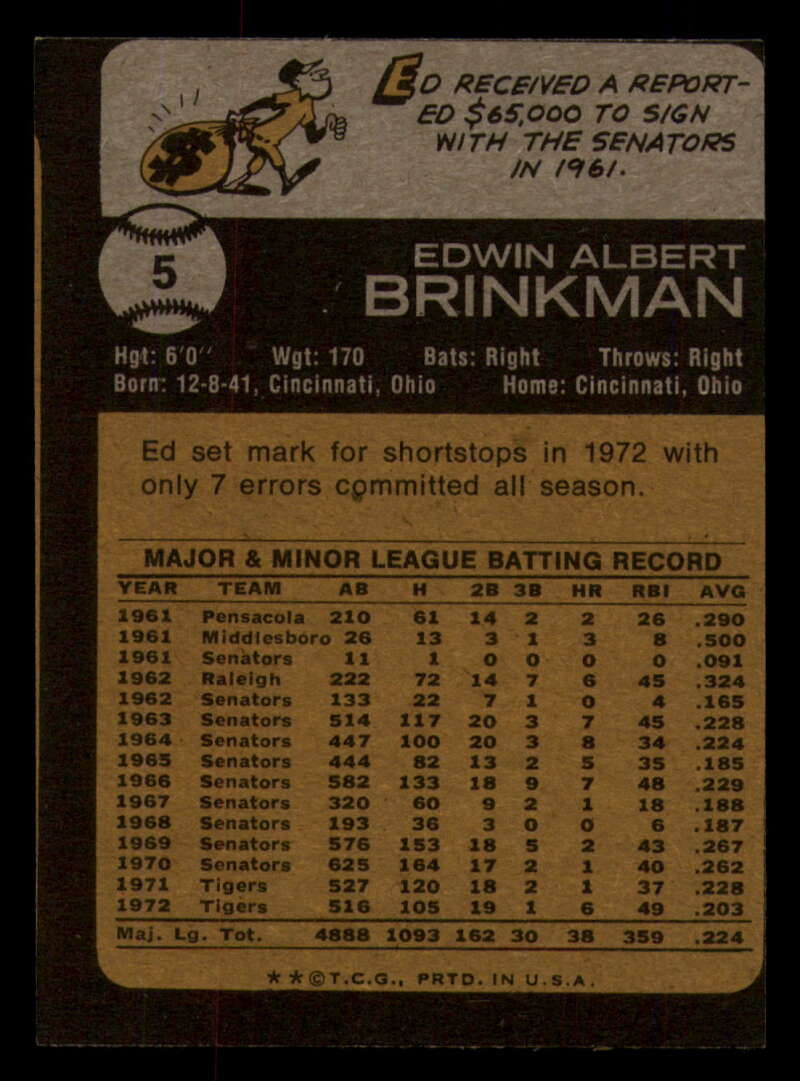 ED RECEIVED A REPORT-
ED $65,000 TO SIGN
WITH THE SENATORS
IN 1961.
$
5
EDWIN ALBERT
BRINKMAN
Hgt: 6'0" Wgt: 170 Bats: Right Throws: Right
Born: 12-8-41, Cincinnati, Ohio Home: Cincinnati, Ohio
Ed set mark for shortstops in 1972 with
only 7 errors committed all season.
MAJOR & MINOR LEAGUE BATTING RECORD
YEAR TEAM AB H 2B 3B HR RBI AVG
1961 Pensacola 210 61 14 2 2 26 .290
1961 Middlesboro 26 13 3 1 3 8 .500
1961 Senators 11 1 0 0 0 0 .091
1962 Raleigh 222 72 14 7 6 45 .324
1962 Senators 133 22 7 1 0 4 .165
1963 Senators 514 117 20 3 7 45 .228
1964 Senators 447 100 20 3 8 34 .224
1965 Senators 444 82 13 2 5 35 .185
1966 Senators 582 133 18 9 7 48 .229
1967 Senators 320 60 9 2 1 18 .188
1968 Senators 193 36 3 0 0 6 .187
1969 Senators 576 153 18 5 2 43 .267
1970 Senators 625 164 17 2 1 40 .262
1971 Tigers 527 120 18 2 1 37 .228
1972 Tigers 516 105 19 1 6 49 .203
Maj. Lg. Tot. 4888 1093 162 30 38 359 .224
**©T.C.G., PRTD. IN U.S.A.